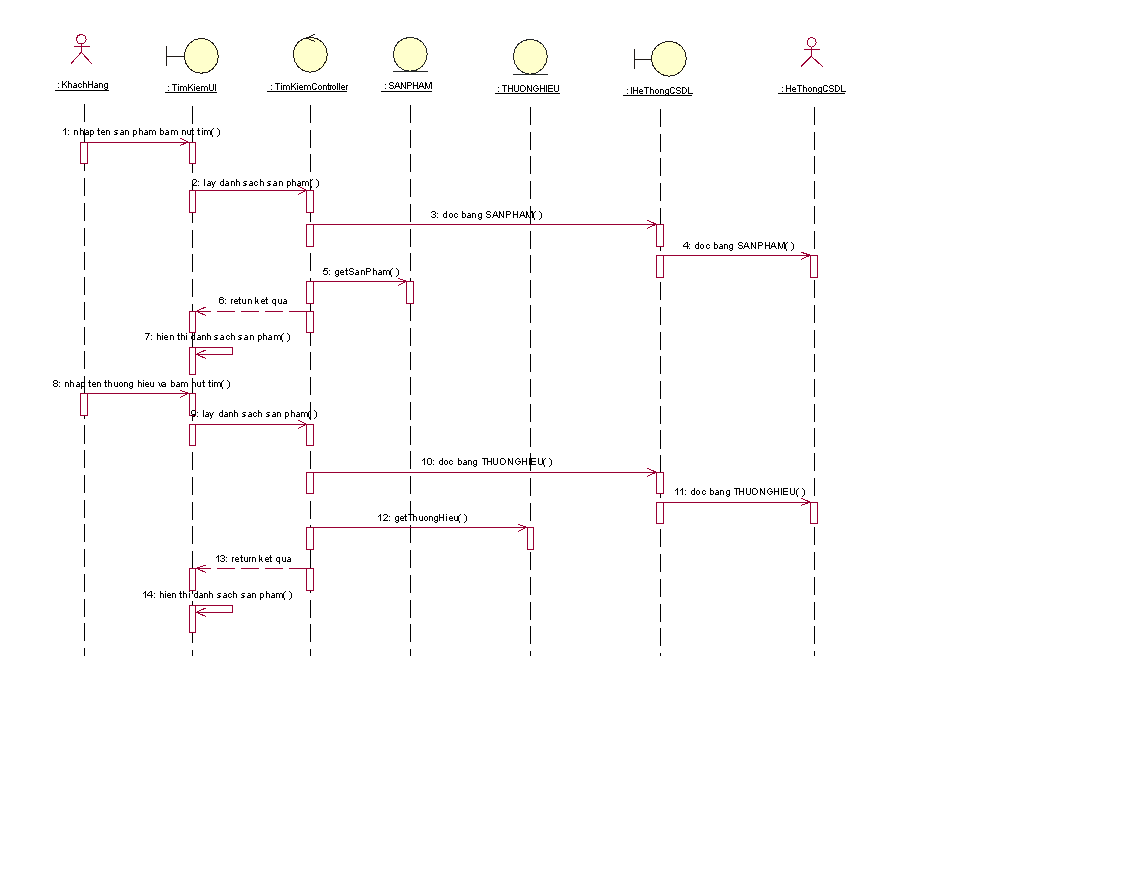 : KhachHang
: TimKiemUI
: TimKiemController
: SANPHAM
: THUONGHIEU
: IHeThongCSDL
: HeThongCSDL
1: nhap ten san pham bam nut tim( )
2: lay danh sach san pham( )
3: doc bang SANPHAM( )
4: doc bang SANPHAM( )
5: getSanPham( )
6: retun ket qua
7: hien thi danh sach san pham( )
8: nhap ten thuong hieu va bam nut tim( )
9: lay danh sach san pham( )
10: doc bang THUONGHIEU( )
11: doc bang THUONGHIEU( )
12: getThuongHieu( )
13: return ket qua
14: hien thi danh sach san pham( )